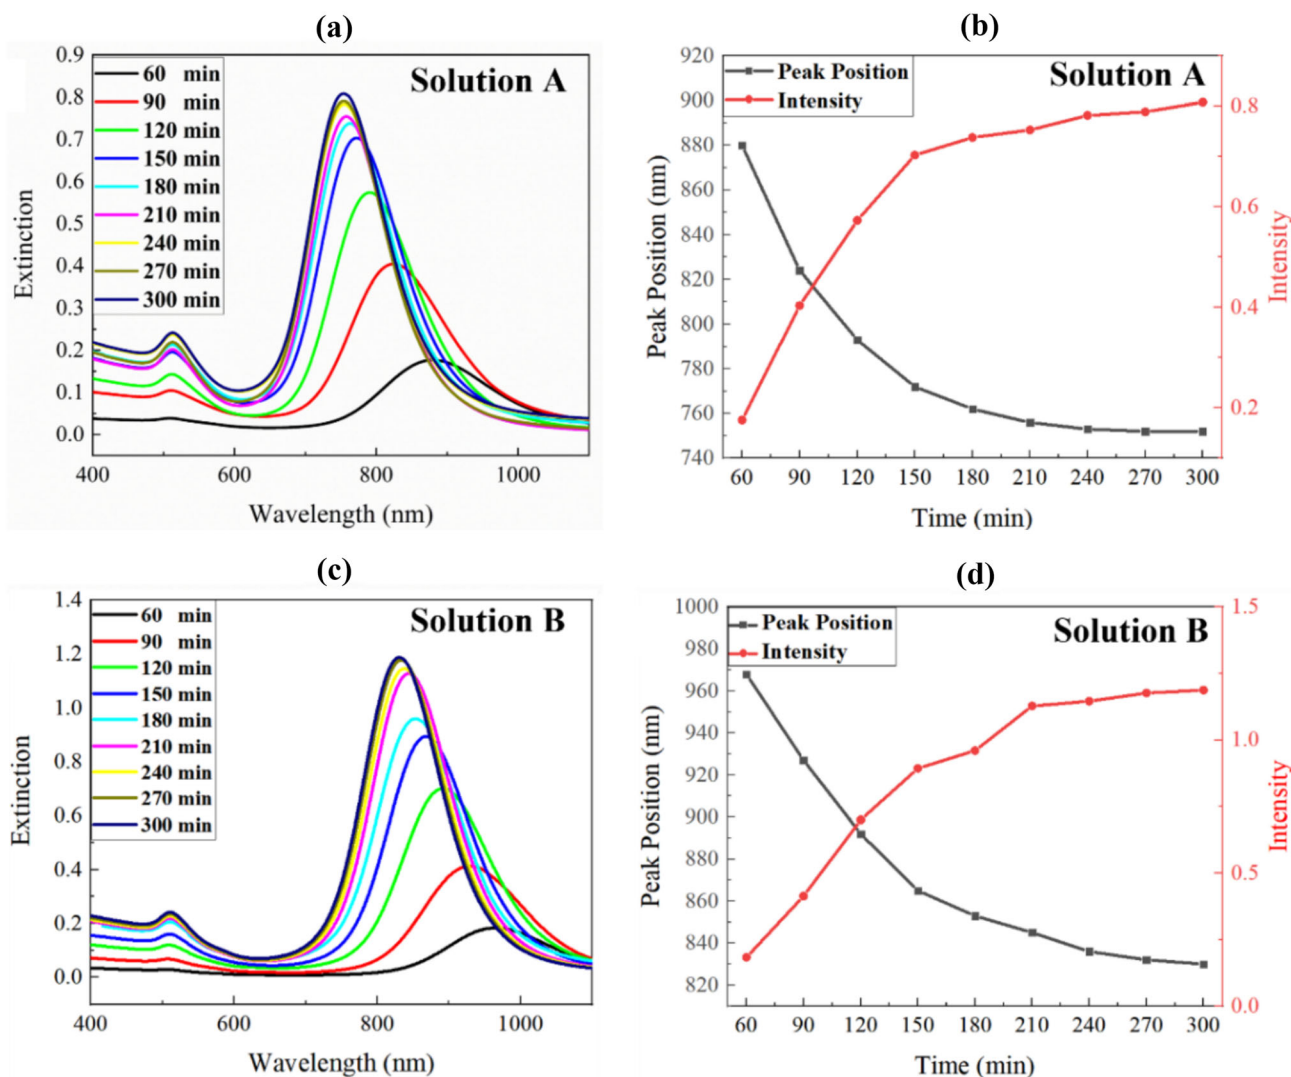 (a)
Solution A
60 min
90 min
120 min
150 min
180 min
210 min
240 min
270 min
300 min
0.9
0.8
0.7
0.6
0.5
0.4
0.3
0.2
0.1
0.0
Extinction
400 600 800 1000
Wavelength (nm)
(b)
Solution A
Peak Position
Intensity
920
900
880
860
840
820
800
780
760
740
Peak Position (nm)
0.8
0.6
0.4
0.2
Intensity
60 90 120 150 180 210 240 270 300
Time (min)
(c)
Solution B
60 min
90 min
120 min
150 min
180 min
210 min
240 min
270 min
300 min
1.4
1.2
1.0
0.8
0.6
0.4
0.2
0.0
Extinction
400 600 800 1000
Wavelength (nm)
(d)
Solution B
Peak Position
Intensity
1000
980
960
940
920
900
880
860
840
820
Peak Position (nm)
1.5
1.0
0.5
0.0
Intensity
60 90 120 150 180 210 240 270 300
Time (min)